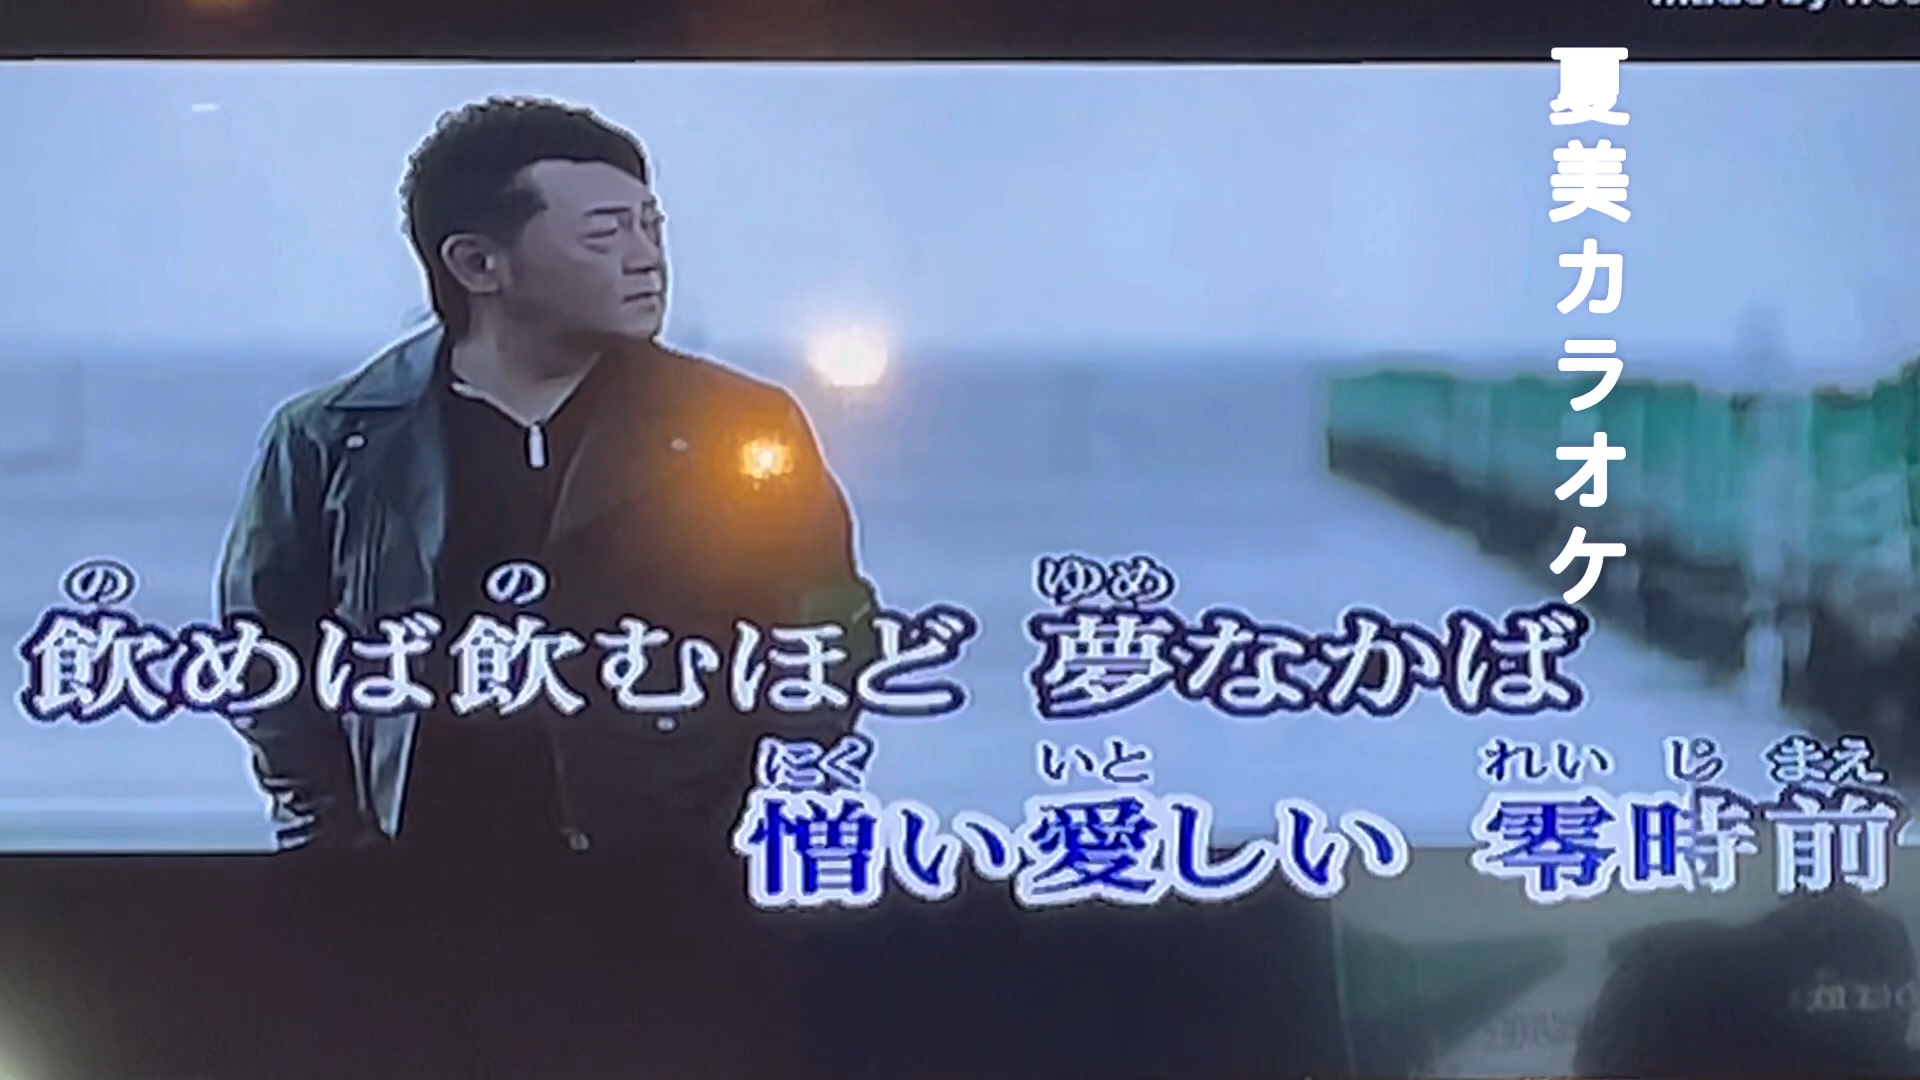 夏美カラオケ
の の ゆめ
飲めば飲むほど 夢なかば
にく いと れい じ まえ
憎い愛しい 零時前